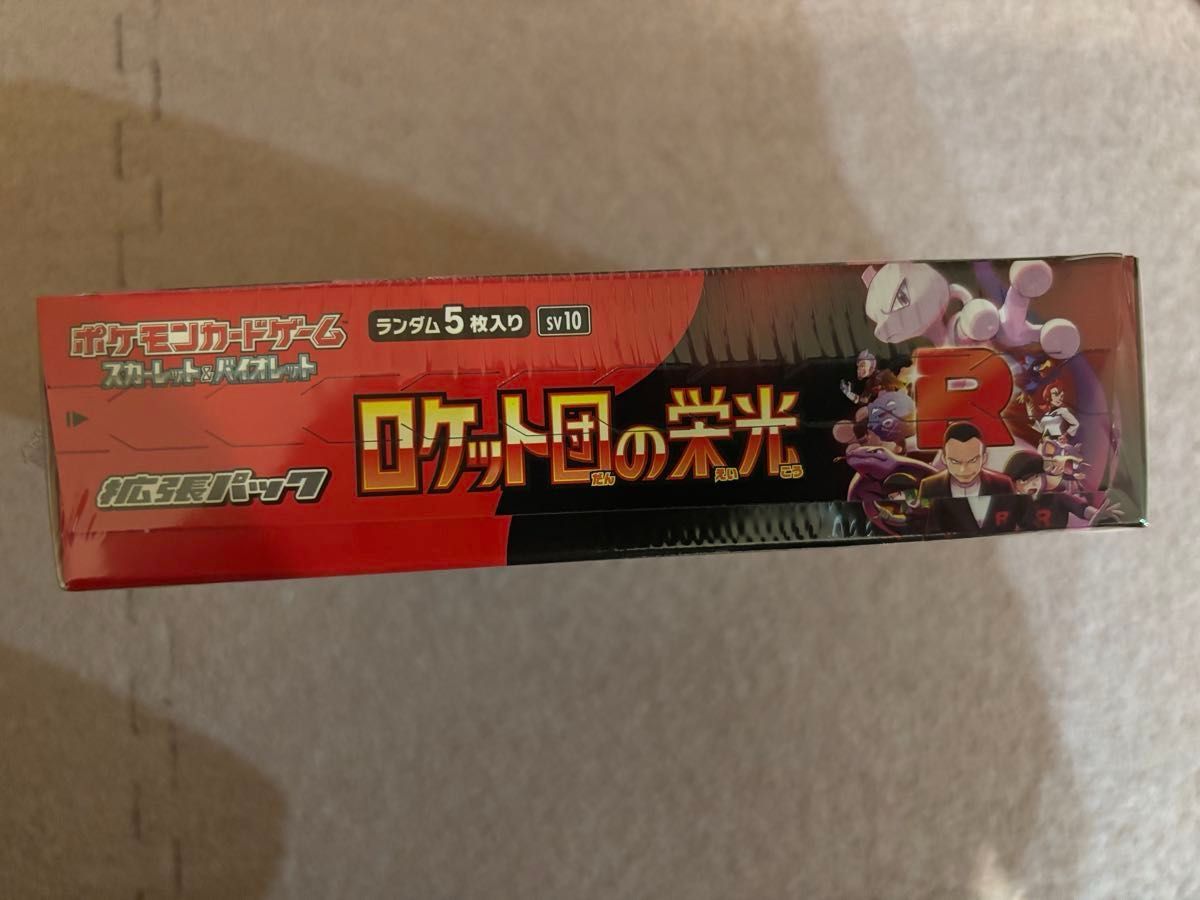 ポケモンカードゲーム
スカーレット&バイオレット
ランダム5枚入り SV10
ロケット団の栄光
だん えい こう
拡張パック
R
R R